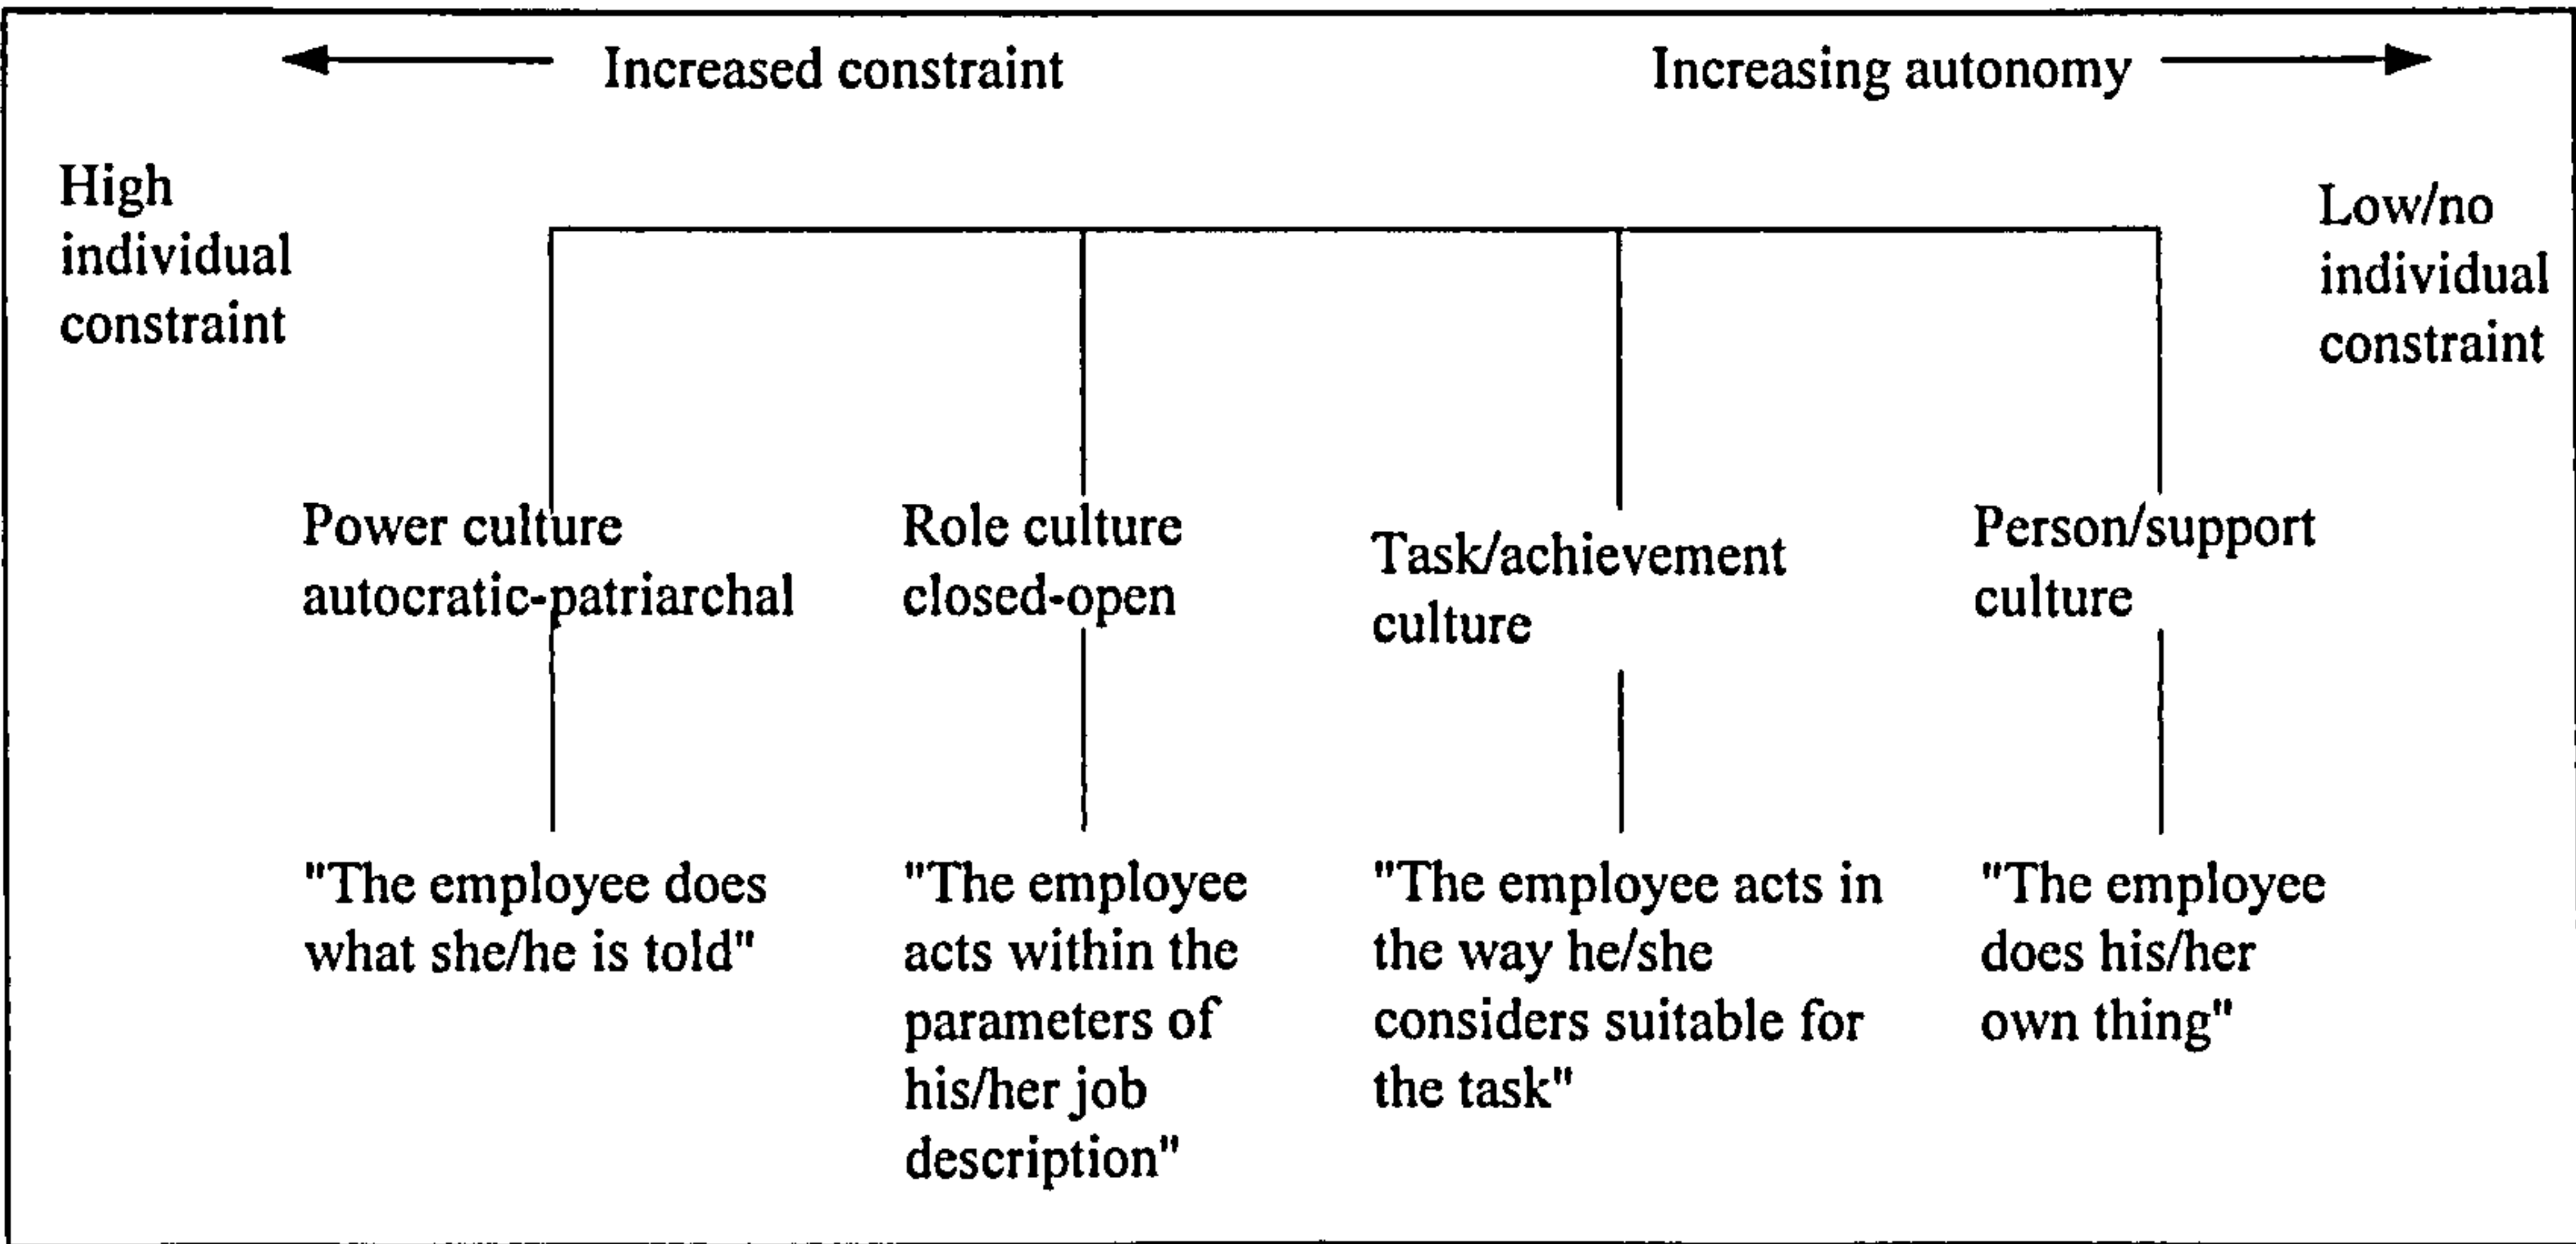 Increased constraint
Increasing autonomy
High
individual
constraint
Low/no
individual
constraint
Power culture
autocratic-patriarchal
Role culture
closed-open
Task/achievement
culture
Person/support
culture
"The employee does
what she/he is told"
"The employee
acts within the
parameters of
his/her job
description"
"The employee acts in
the way he/she
considers suitable for
the task"
"The employee
does his/her
own thing"